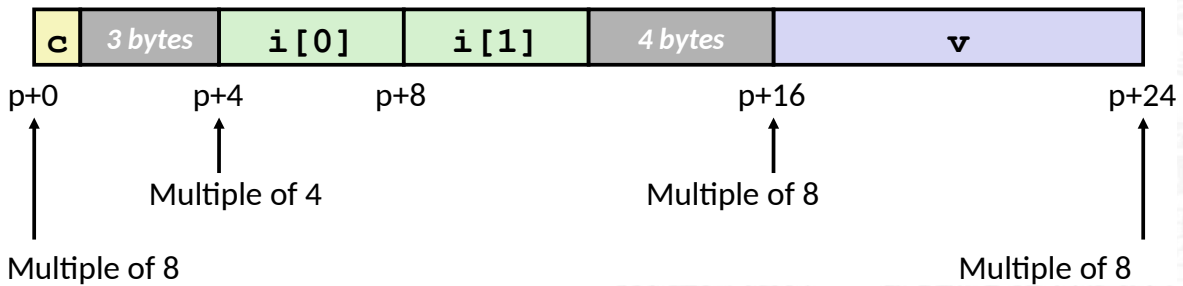 c 3 bytes i[0] i[1] 4 bytes v
p+0 p+4 p+8 p+16 p+24
Multiple of 4 Multiple of 8
Multiple of 8 Multiple of 8